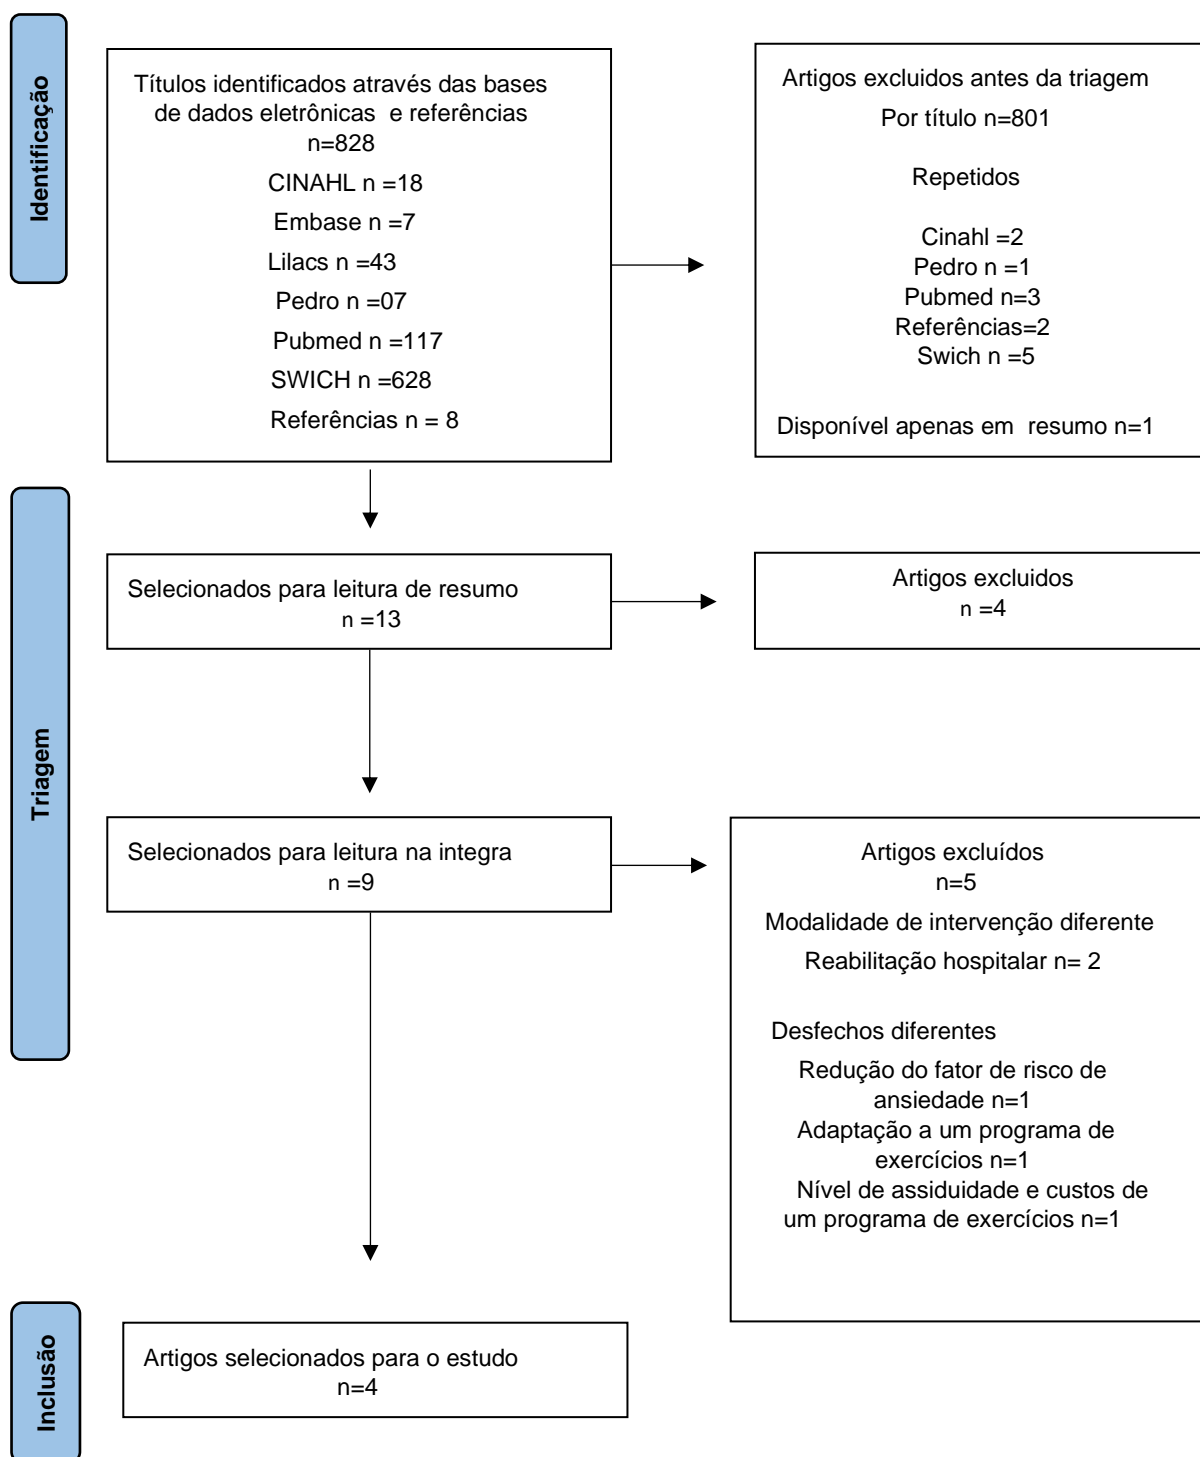 Identificação
Títulos identificados através das bases
de dados eletrônicas e referências
n=828
CINAHL n =18
Embase n =7
Lilacs n =43
Pedro n =07
Pubmed n =117
SWICH n =628
Referências n = 8
Artigos excluidos antes da triagem
Por título n=801
Repetidos
Cinahl =2
Pedro n =1
Pubmed n=3
Referências=2
Swich n =5
Disponível apenas em resumo n=1
Triagem
Selecionados para leitura de resumo
n =13
Artigos excluidos
n =4
Selecionados para leitura na integra
n =9
Artigos excluídos
n=5
Modalidade de intervenção diferente
Reabilitação hospitalar n= 2
Desfechos diferentes
Redução do fator de risco de
ansiedade n=1
Adaptação a um programa de
exercícios n=1
Nível de assiduidade e custos de
um programa de exercícios n=1
Inclusão
Artigos selecionados para o estudo
n=4